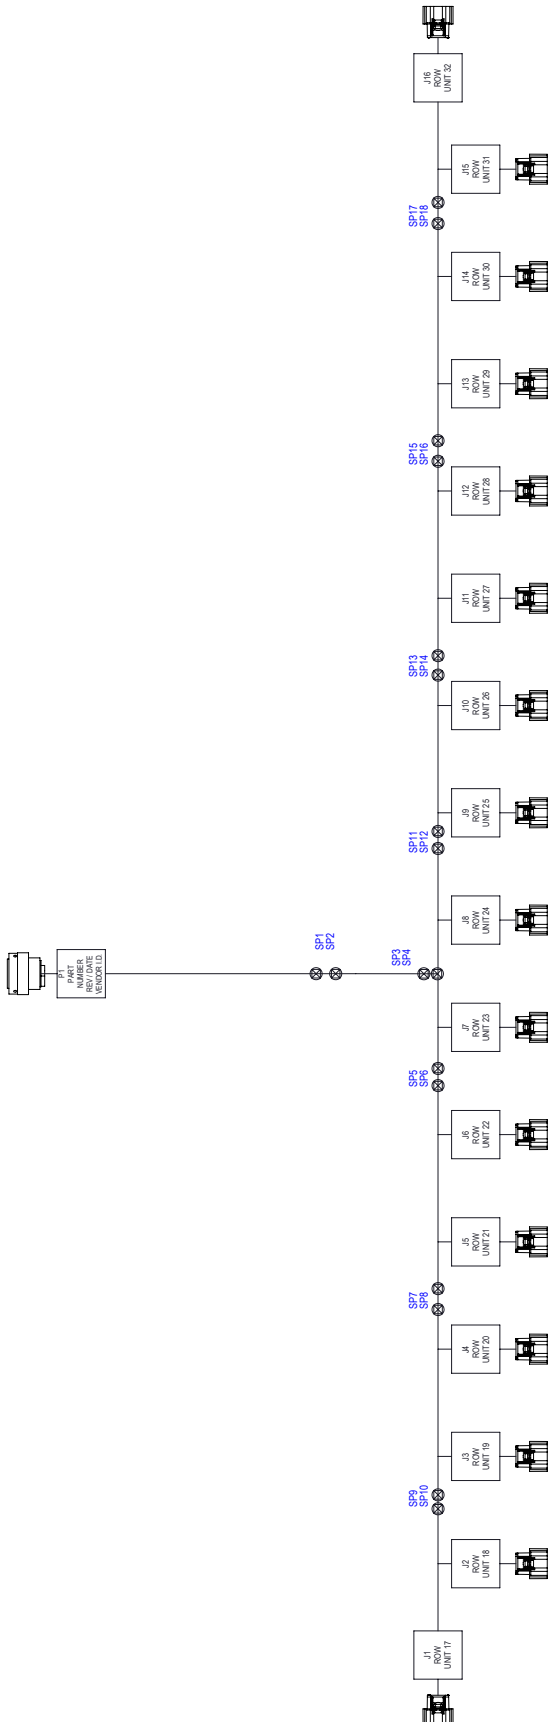 J16
ROW
UNIT 32
J15
ROW
UNIT 31
SP17
SP18
J14
ROW
UNIT 30
J13
ROW
UNIT 29
SP15
SP16
J12
ROW
UNIT 28
J11
ROW
UNIT 27
SP13
SP14
J10
ROW
UNIT 26
J9
ROW
UNIT 25
SP11
SP12
J8
ROW
UNIT 24
P1
PART
NUMBER
REV / DATE
VENDOR I.D.
SP1
SP2
SP3
SP4
J7
ROW
UNIT 23
SP5
SP6
J6
ROW
UNIT 22
J5
ROW
UNIT 21
SP7
SP8
J4
ROW
UNIT 20
J3
ROW
UNIT 19
SP9
SP10
J2
ROW
UNIT 18
J1
ROW
UNIT 17